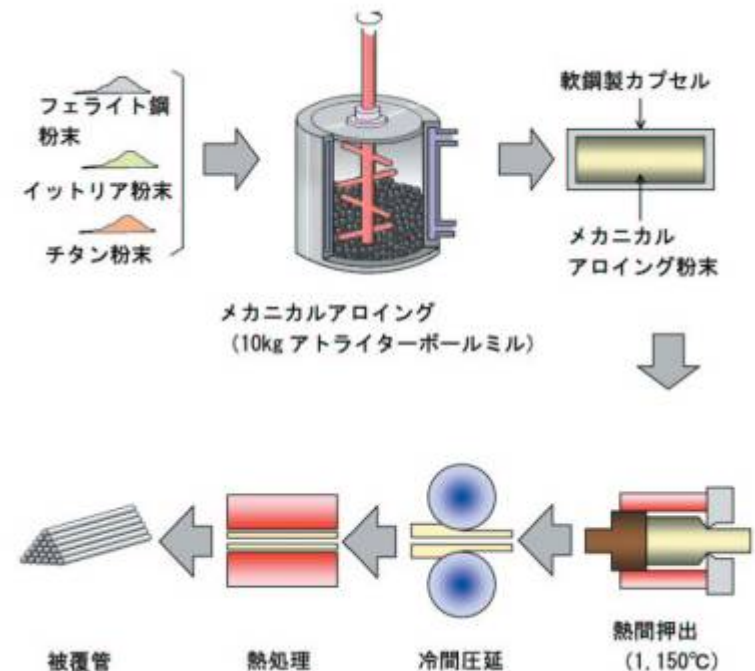 フェライト鋼
粉末
イットリア粉末
チタン粉末
メカニカルアロイング
(10kg アトライターボールミル)
軟鋼製カプセル
メカニカル
アロイング粉末
被覆管
熱処理
冷間圧延
熱間押出
(1,150℃)